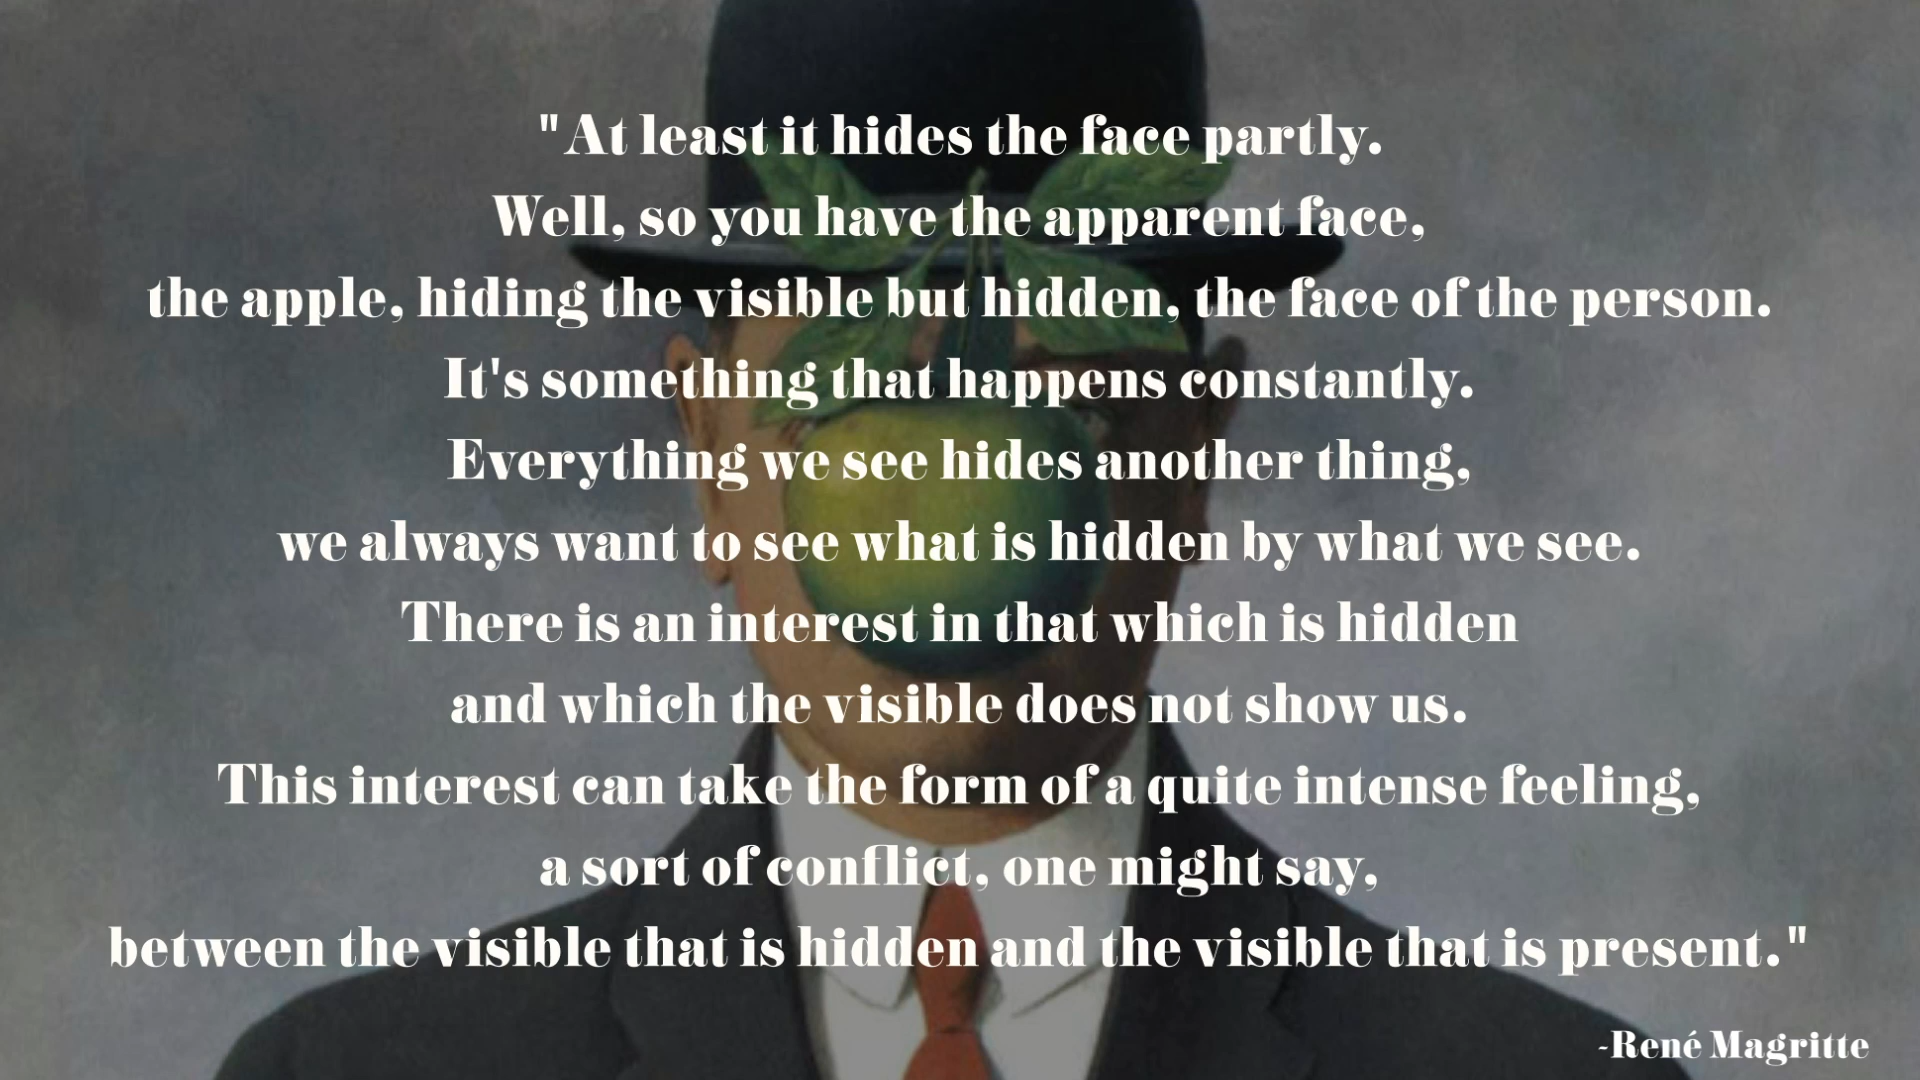 "At least it hides the face partly.
Well, so you have the apparent face,
the apple, hiding the visible but hidden, the face of the person.
It's something that happens constantly.
Everything we see hides another thing,
we always want to see what is hidden by what we see.
There is an interest in that which is hidden
and which the visible does not show us.
This interest can take the form of a quite intense feeling,
a sort of conflict, one might say,
between the visible that is hidden and the visible that is present."
-René Magritte